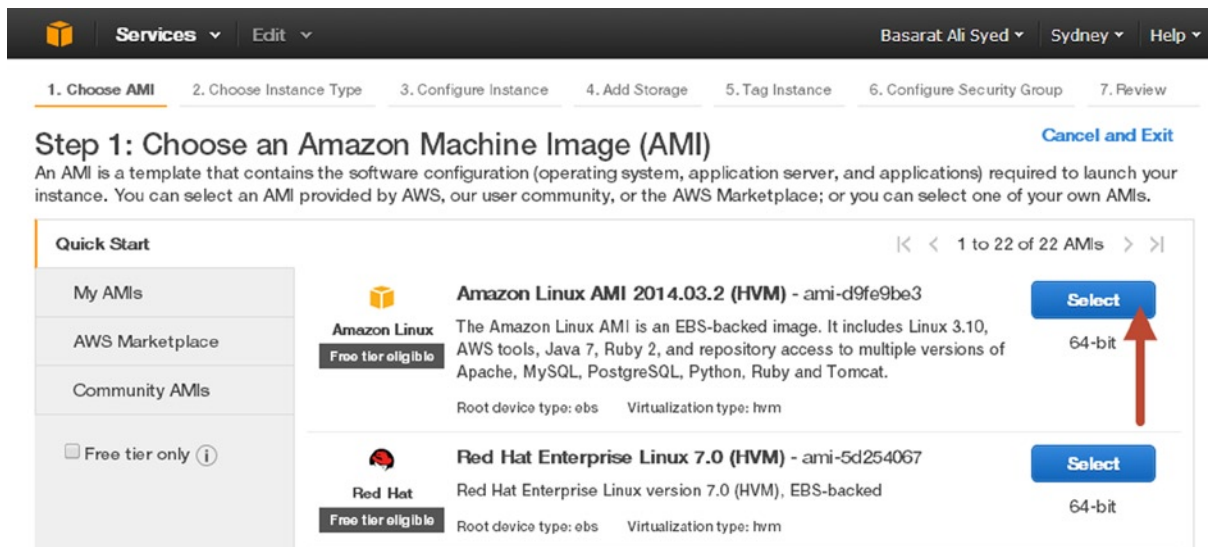 Services Edit Basarat Ali Syed Sydney Help
1. Choose AMI 2. Choose Instance Type 3. Configure Instance 4. Add Storage 5. Tag Instance 6. Configure Security Group 7. Review
Step 1: Choose an Amazon Machine Image (AMI)
Cancel and Exit
An AMI is a template that contains the software configuration (operating system, application server, and applications) required to launch your
instance. You can select an AMI provided by AWS, our user community, or the AWS Marketplace; or you can select one of your own AMIs.
Quick Start
My AMIs
AWS Marketplace
Community AMIs
Free tier only i
|< < 1 to 22 of 22 AMIs > >|
Amazon Linux
Free tier eligible
Amazon Linux AMI 2014.03.2 (HVM) - ami-d9fe9be3
The Amazon Linux AMI is an EBS-backed image. It includes Linux 3.10,
AWS tools, Java 7, Ruby 2, and repository access to multiple versions of
Apache, MySQL, PostgreSQL, Python, Ruby and Tomcat.
Root device type: ebs Virtualization type: hvm
Select
64-bit
Red Hat
Free tier eligible
Red Hat Enterprise Linux 7.0 (HVM) - ami-5d254067
Red Hat Enterprise Linux version 7.0 (HVM), EBS-backed
Root device type: ebs Virtualization type: hvm
Select
64-bit